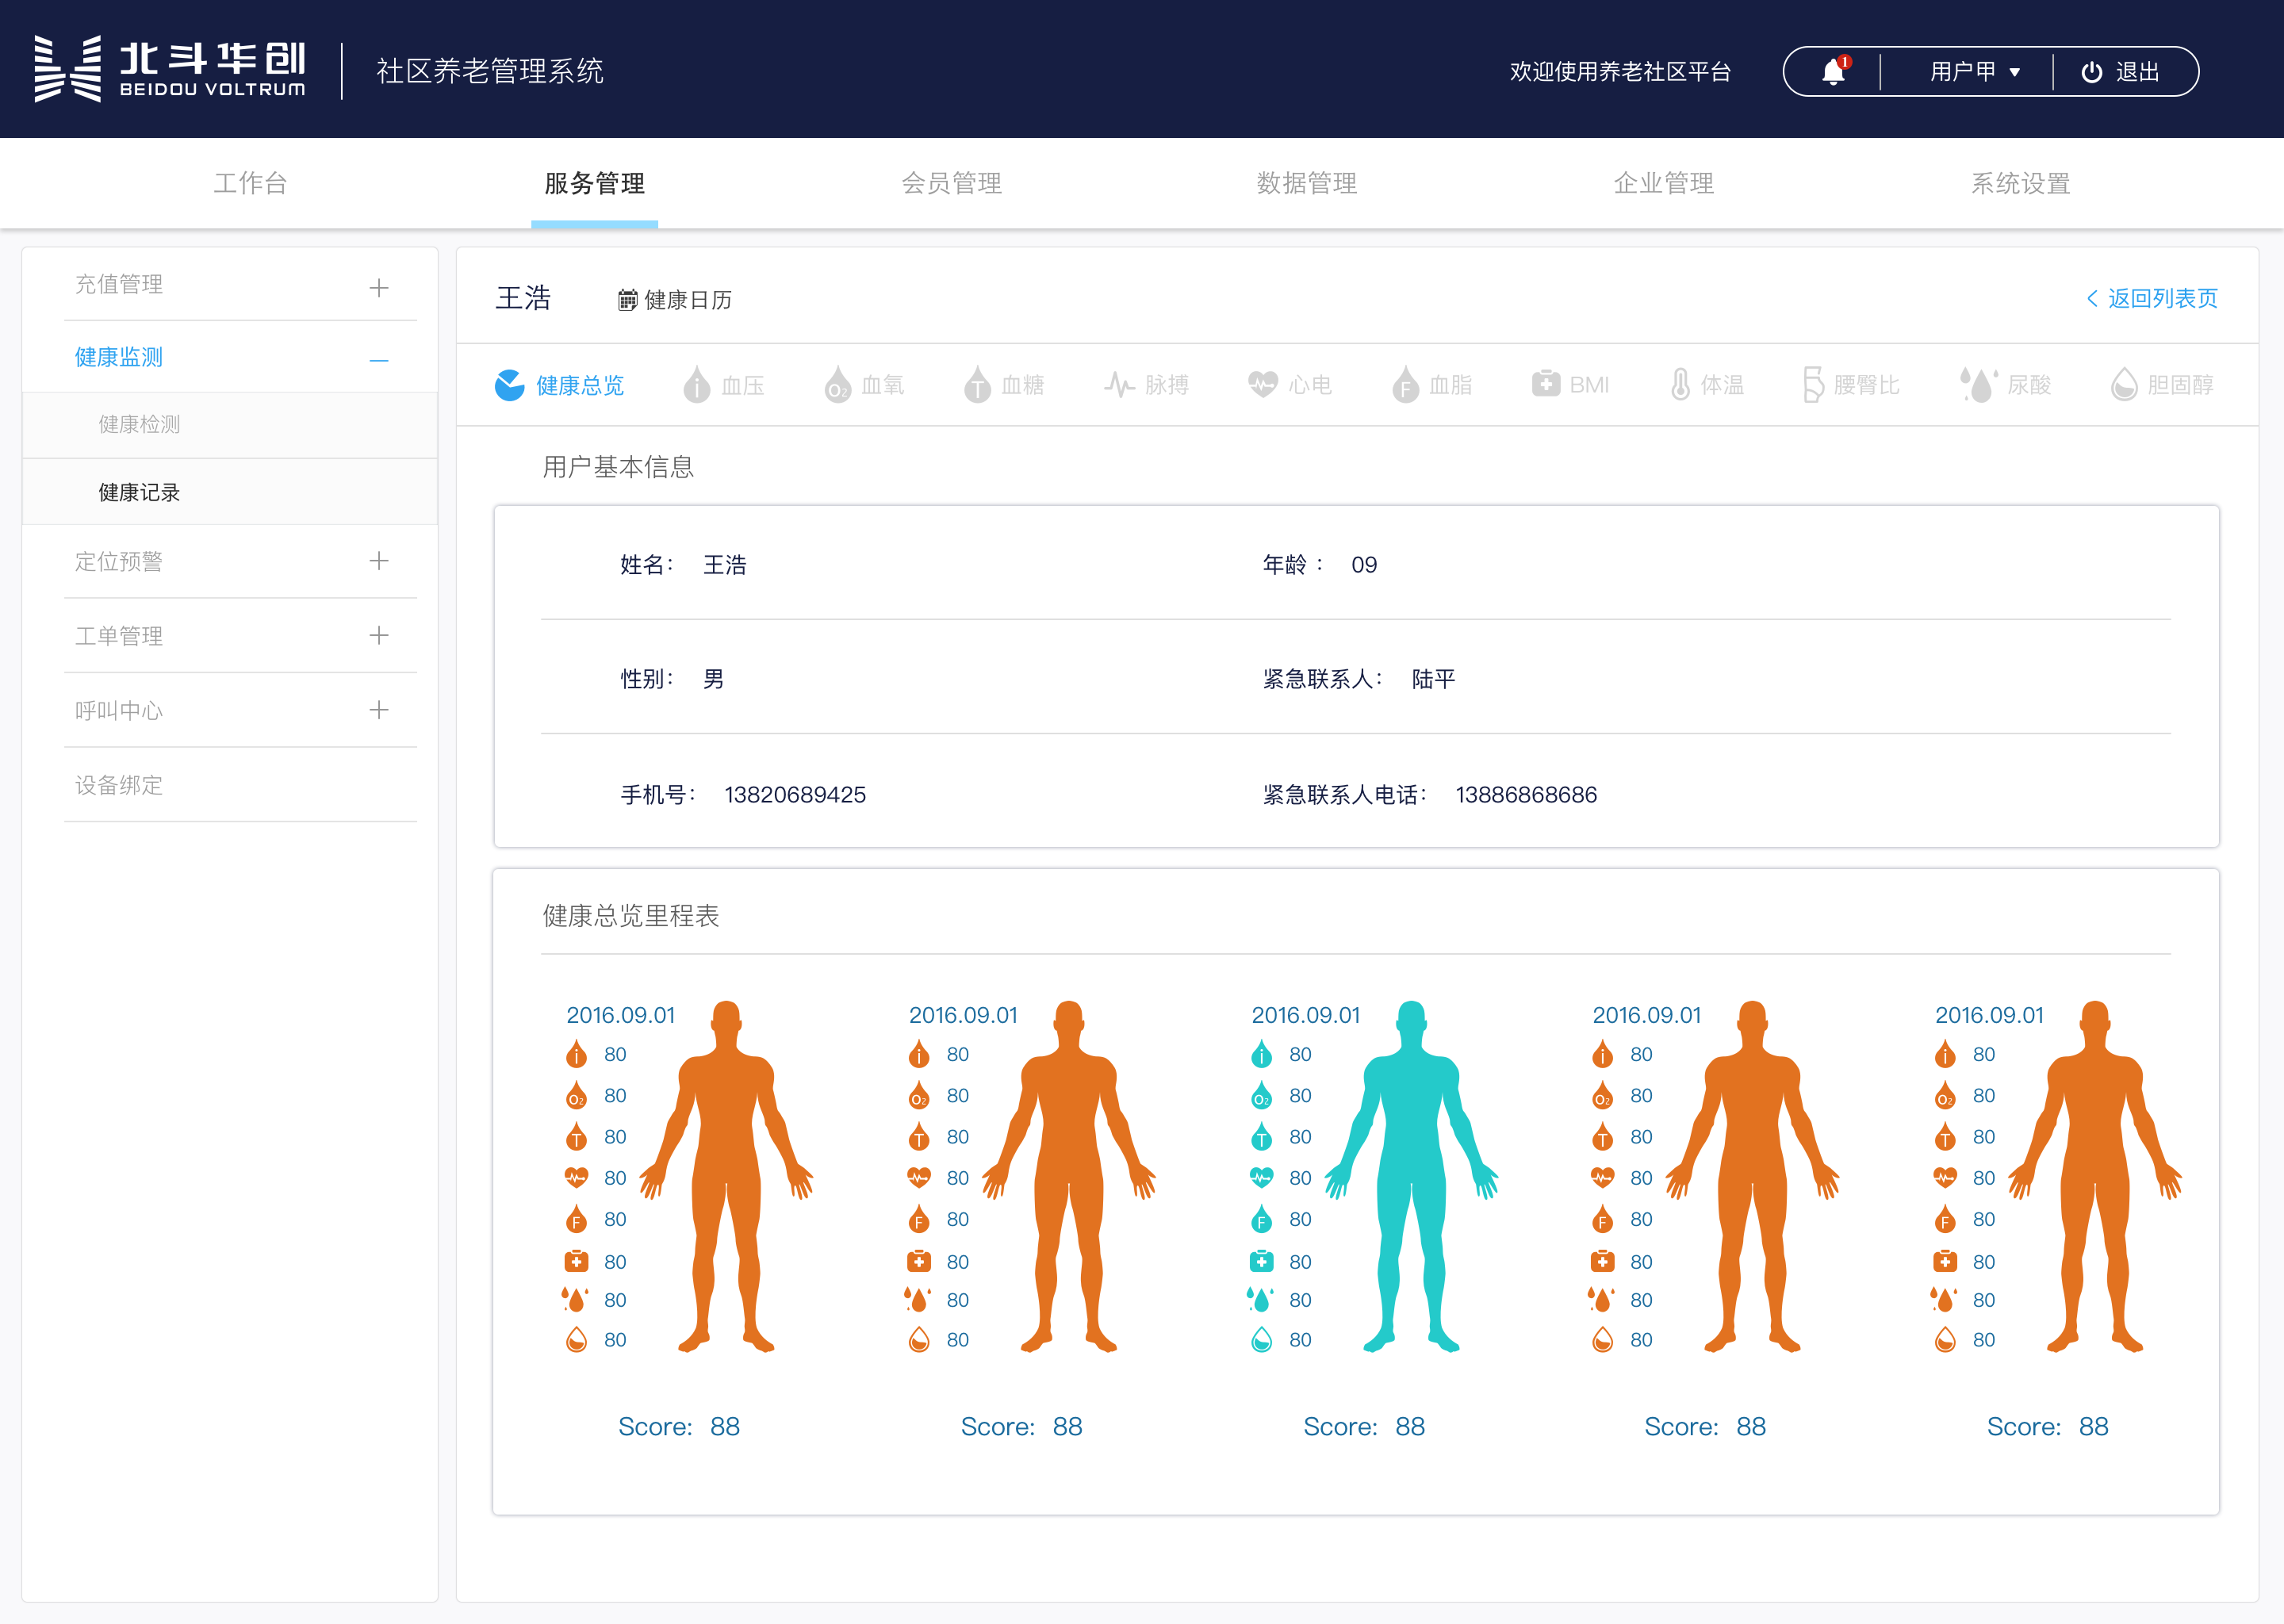 北斗华创
BEIDOU VOLTRUM
社区养老管理系统
欢迎使用养老社区平台
1
用户甲
退出
工作台 服务管理 会员管理 数据管理 企业管理 系统设置
充值管理
健康监测
健康检测
健康记录
定位预警
工单管理
呼叫中心
设备绑定
王浩 健康日历
返回列表页
健康总览 i 血压 O2 血氧 T 血糖 脉搏 心电 F 血脂 BMI 体温 腰臀比 尿酸 胆固醇
用户基本信息
姓名: 王浩 年龄: 09
性别: 男 紧急联系人: 陆平
手机号: 13820689425 紧急联系人电话: 13886868686
健康总览里程表
2016.09.01 2016.09.01 2016.09.01 2016.09.01 2016.09.01
i 80 i 80 i 80 i 80 i 80
O2 80 O2 80 O2 80 O2 80 O2 80
T 80 T 80 T 80 T 80 T 80
80 80 80 80 80
F 80 F 80 F 80 F 80 F 80
80 80 80 80 80
80 80 80 80 80
80 80 80 80 80
Score: 88 Score: 88 Score: 88 Score: 88 Score: 88